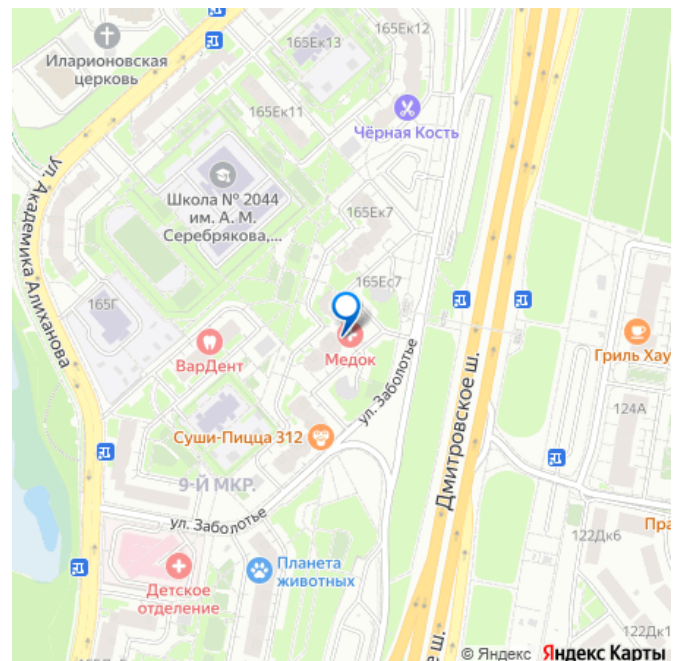 165Ек12
165Ек13
Иларионовская
церковь
165Ек11
Чёрная Кость
ул. Академика Алиханова
Школа № 2044
им. А. М.
Серебрякова,...
165Ек7
165Ес7
165Г
ВарДент
Медок
Гриль Хау
Дмитровское ш.
124А
ул. Заболотье
Суши-Пицца 312
9-Й МКР.
ул. Заболотье
Пра
122Дк6
Планета
животных
Детское
отделение
122Дк1
е ш.
© Яндекс Яндекс Карты